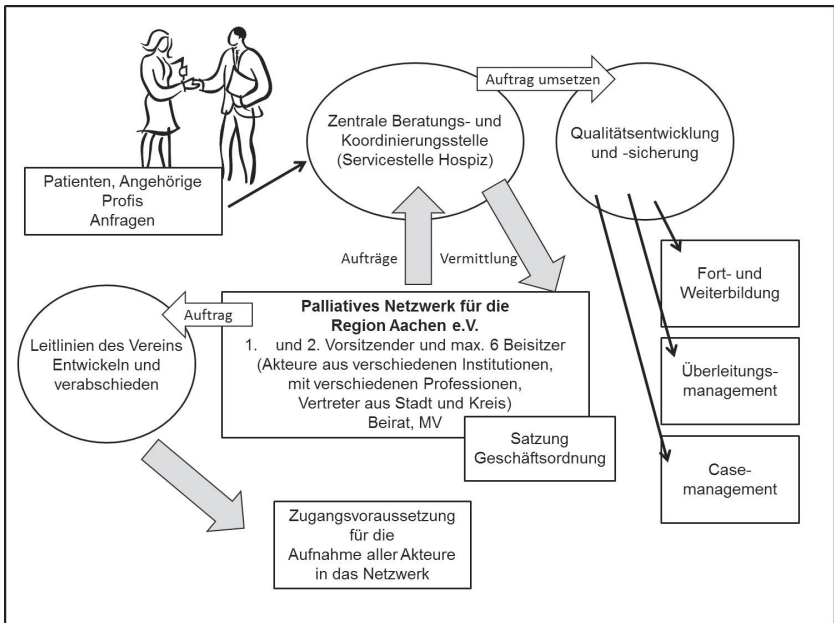 Auftrag umsetzen
Zentrale Beratungs- und
Koordinierungsstelle
(Servicestelle Hospiz)
Qualitätsentwicklung
und -sicherung
Patienten, Angehörige
Profis
Anfragen
Aufträge
Vermittlung
Fort- und
Weiterbildung
Auftrag
Leitlinien des Vereins
Entwickeln und
verabschieden
Palliatives Netzwerk für die
Region Aachen e.V.
1. und 2. Vorsitzender und max. 6 Beisitzer
(Akteure aus verschiedenen Institutionen,
mit verschiedenen Professionen,
Vertreter aus Stadt und Kreis)
Beirat, MV
Überleitungs-
management
Satzung
Geschäftsordnung
Case-
management
Zugangsvoraussetzung
für die
Aufnahme aller Akteure
in das Netzwerk